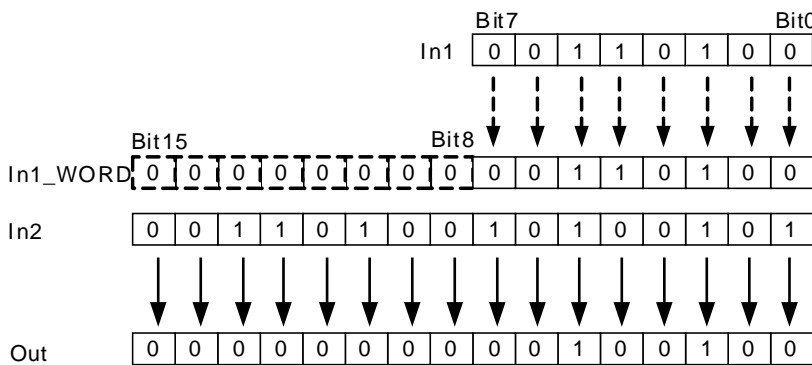 Bit7 Bit0
In1 0 0 1 1 0 1 0 0
Bit15 Bit8
In1_WORD 0 0 0 0 0 0 0 0 0 0 1 1 0 1 0 0
In2 0 0 1 1 0 1 0 0 1 0 1 0 0 1 0 1
Out 0 0 0 0 0 0 0 0 0 0 1 0 0 1 0 0